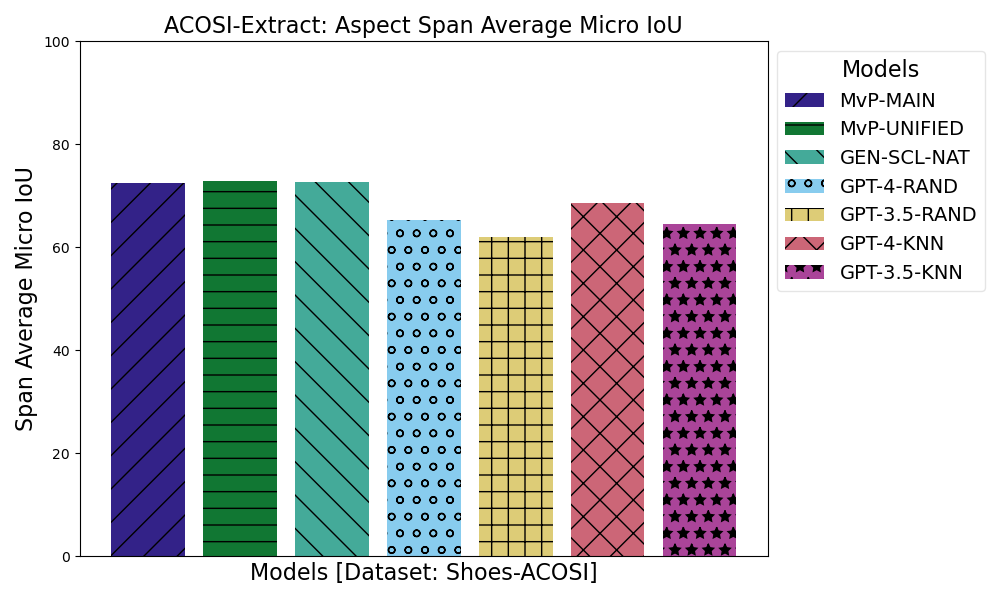 ACOSI-Extract: Aspect Span Average Micro IoU
Span Average Micro IoU
100
80
60
40
20
0
Models [Dataset: Shoes-ACOSI]
Models
MvP-MAIN
MvP-UNIFIED
GEN-SCL-NAT
GPT-4-RAND
GPT-3.5-RAND
GPT-4-KNN
GPT-3.5-KNN